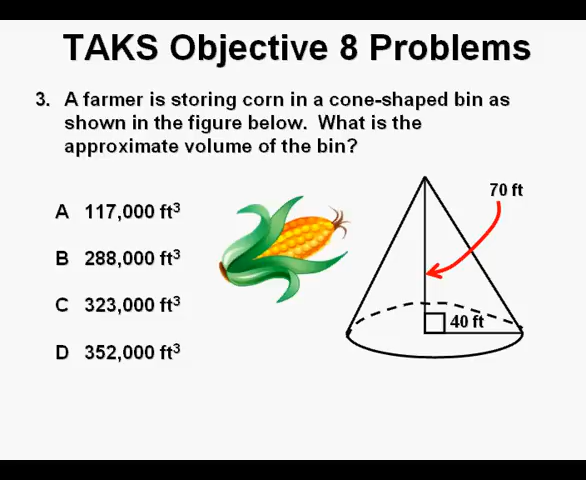 TAKS Objective 8 Problems
3. A farmer is storing corn in a cone-shaped bin as
shown in the figure below. What is the
approximate volume of the bin?
A 117,000 ft³
B 288,000 ft³
C 323,000 ft³
D 352,000 ft³
70 ft
40 ft